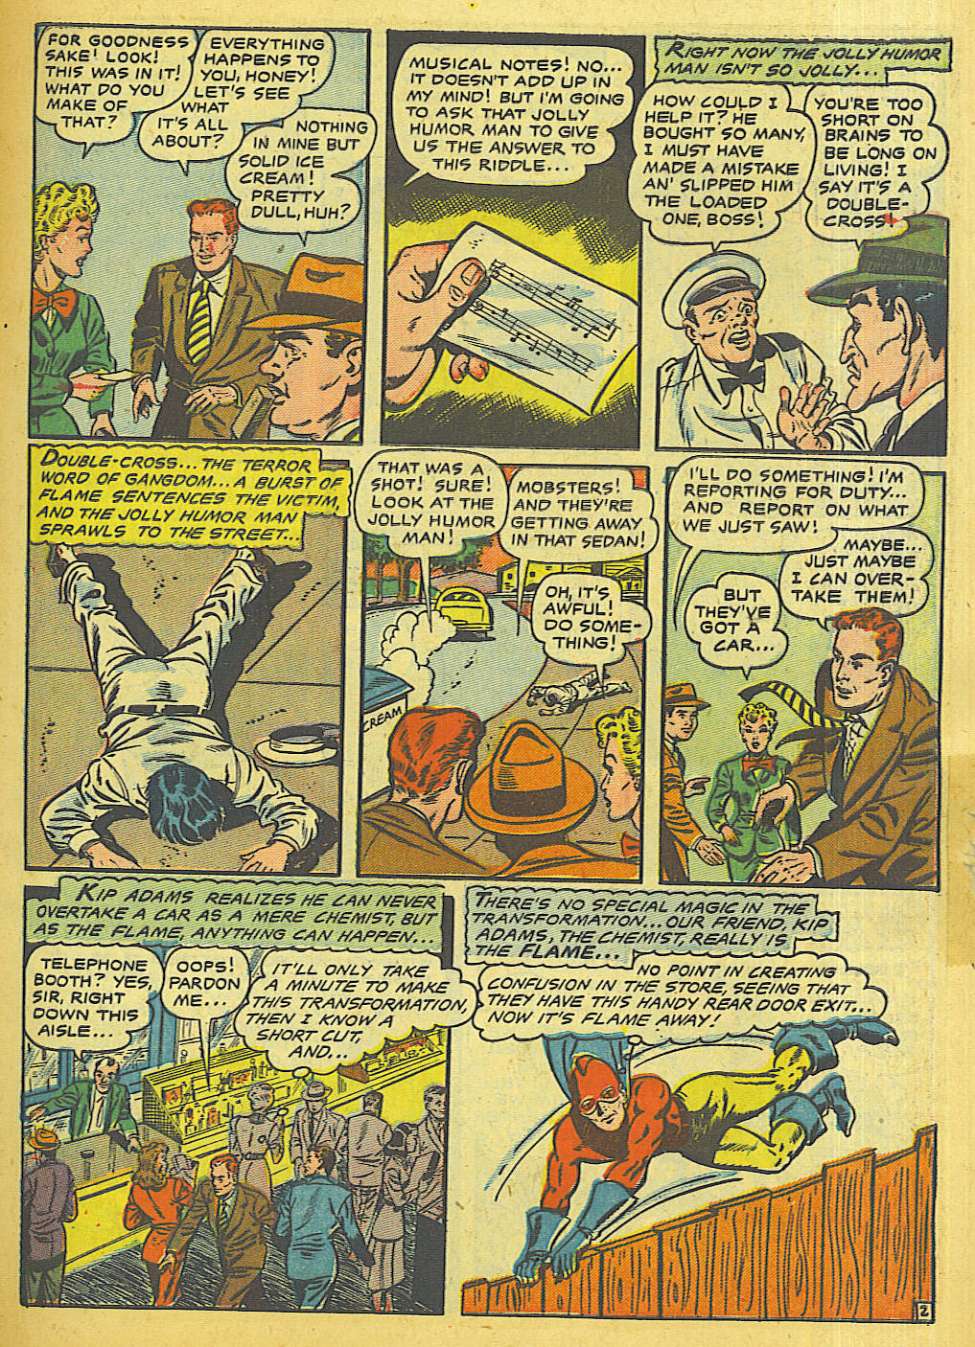 FOR GOODNESS
SAKE! LOOK!
THIS WAS IN IT!
WHAT DO YOU
MAKE OF
THAT?
EVERYTHING
HAPPENS TO
YOU, HONEY!
LET'S SEE
WHAT
IT'S ALL
ABOUT?
NOTHING
IN MINE BUT
SOLID ICE
CREAM!
PRETTY
DULL, HUH?
MUSICAL NOTES! NO...
IT DOESN'T ADD UP IN
MY MIND! BUT I'M GOING
TO ASK THAT JOLLY
HUMOR MAN TO GIVE
US THE ANSWER TO
THIS RIDDLE...
RIGHT NOW THE JOLLY HUMOR
MAN ISN'T SO JOLLY...
HOW COULD I
HELP IT? HE
BOUGHT SO MANY,
I MUST HAVE
MADE A MISTAKE
AN' SLIPPED HIM
THE LOADED
ONE, BOSS!
YOU'RE TOO
SHORT ON
BRAINS TO
BE LONG ON
LIVING! I
SAY IT'S A
DOUBLE-
CROSS!
DOUBLE-CROSS... THE TERROR
WORD OF GANGDOM... A BURST OF
FLAME SENTENCES THE VICTIM,
AND THE JOLLY HUMOR MAN
SPRAWLS TO THE STREET...
THAT WAS A
SHOT! SURE!
LOOK AT THE
JOLLY HUMOR
MAN!
MOBSTERS!
AND THEY'RE
GETTING AWAY
IN THAT SEDAN!
OH, IT'S
AWFUL!
DO SOME-
THING!
CREAM
I'LL DO SOMETHING! I'M
REPORTING FOR DUTY...
AND REPORT ON WHAT
WE JUST SAW!
BUT
THEY'VE
GOT A
CAR...
MAYBE...
JUST MAYBE
I CAN OVER-
TAKE THEM!
KIP ADAMS REALIZES HE CAN NEVER
OVERTAKE A CAR AS A MERE CHEMIST, BUT
AS THE FLAME, ANYTHING CAN HAPPEN...
TELEPHONE
BOOTH? YES,
SIR, RIGHT
DOWN THIS
AISLE...
OOPS!
PARDON
ME...
IT'LL ONLY TAKE
A MINUTE TO MAKE
THIS TRANSFORMATION,
THEN I KNOW A
SHORT CUT,
AND...
THERE'S NO SPECIAL MAGIC IN THE
TRANSFORMATION... OUR FRIEND, KIP
ADAMS, THE CHEMIST, REALLY IS
THE FLAME...
NO POINT IN CREATING
CONFUSION IN THE STORE, SEEING THAT
THEY HAVE THIS HANDY REAR DOOR EXIT...
NOW IT'S FLAME AWAY!
2